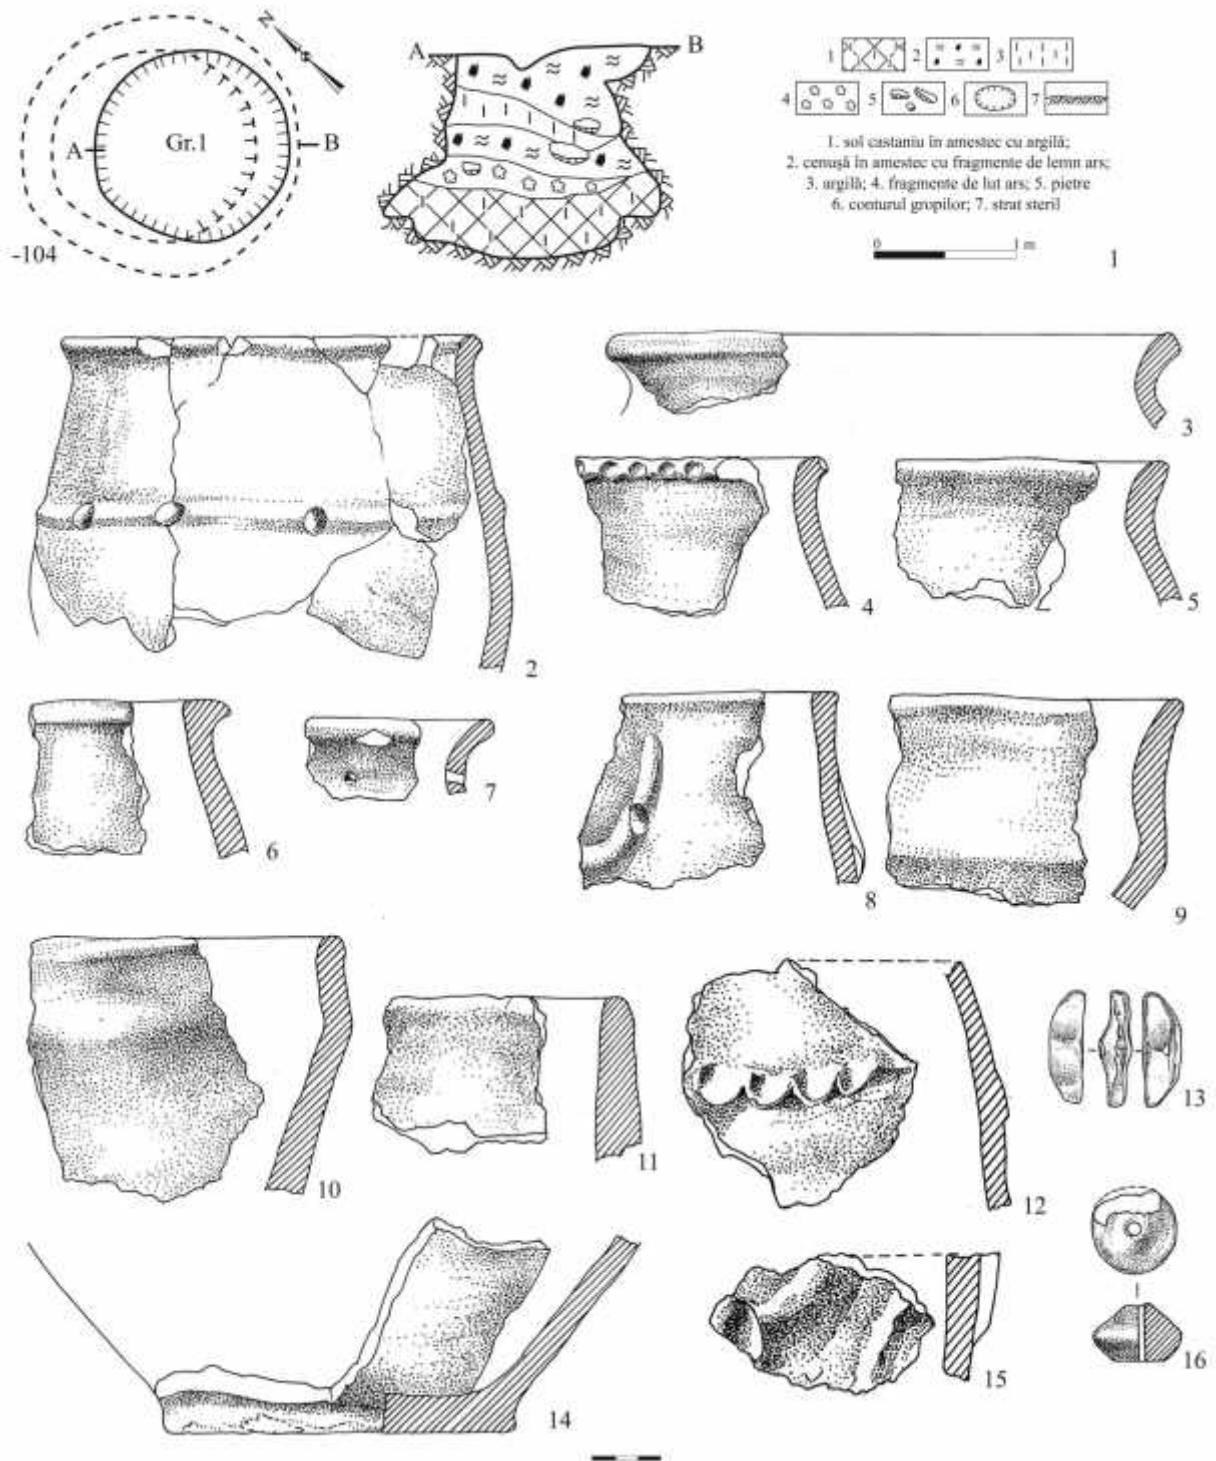 N
A
Gr.1
B
-104
A
B
1
2
3
4
5
6
7
1. sol castaniu în amestec cu argilă;
2. cenușă în amestec cu fragmente de lemn ars;
3. argilă; 4. fragmente de lut ars; 5. pietre
6. conturul gropilor; 7. strat steril
0
1 m
1
2
3
4
5
6
7
8
9
10
11
12
13
14
15
16